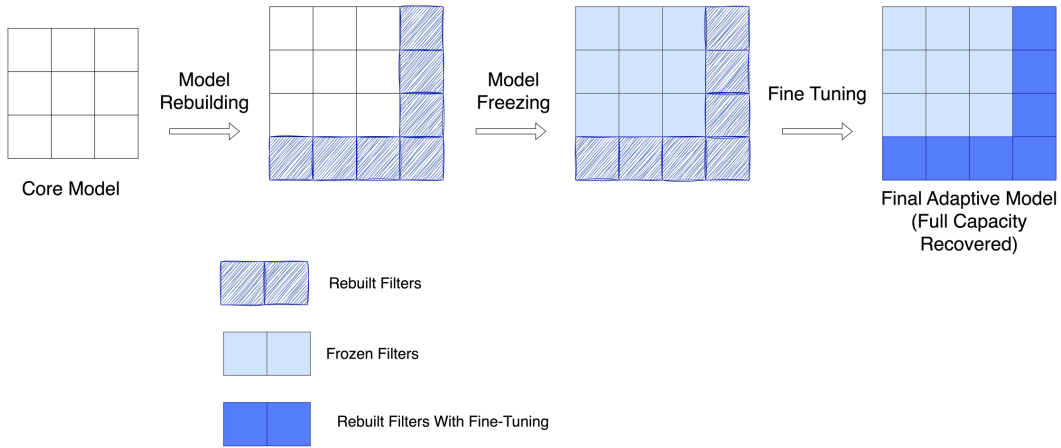 Core Model
Model
Rebuilding
Model
Freezing
Fine Tuning
Final Adaptive Model
(Full Capacity
Recovered)
Rebuilt Filters
Frozen Filters
Rebuilt Filters With Fine-Tuning